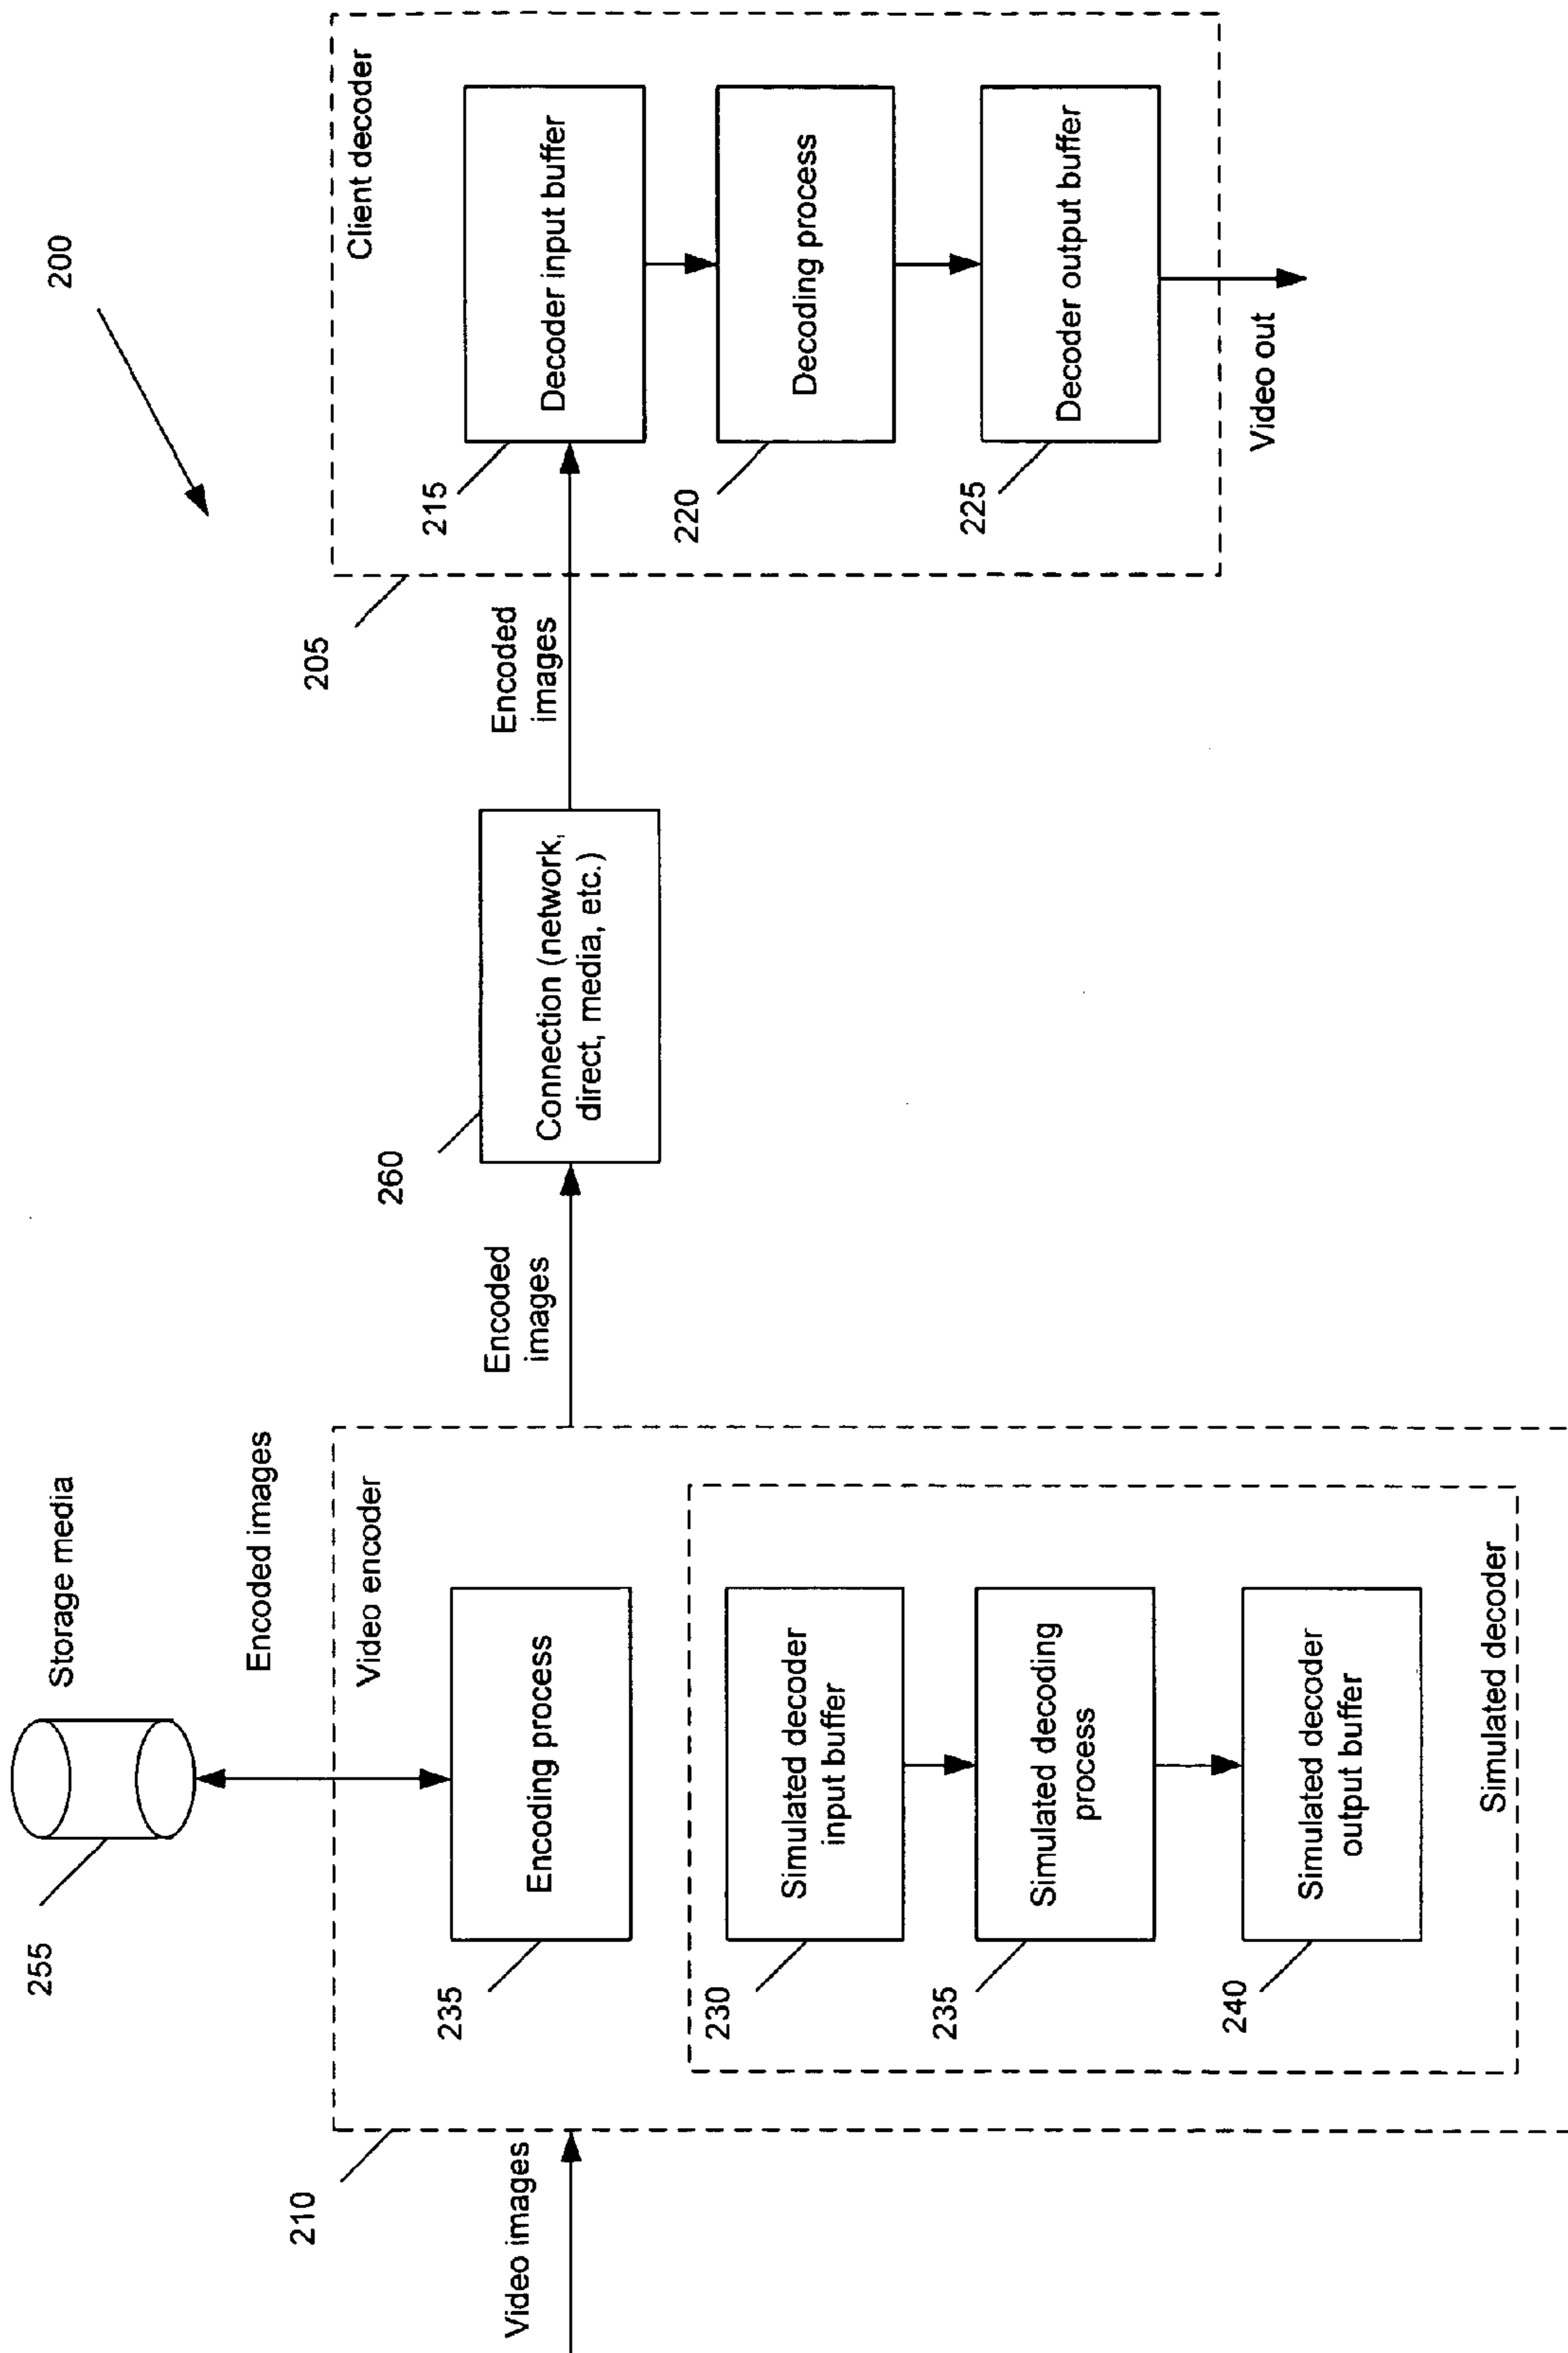 200
Storage media
255
Encoded images
Video encoder
210
Video images
Encoding process
235
Simulated decoder
input buffer
230
Simulated decoding
process
235
Simulated decoder
output buffer
240
Simulated decoder
Encoded
images
Connection (network,
direct, media, etc.)
260
Encoded
images
205
Client decoder
Decoder input buffer
215
Decoding process
220
Decoder output buffer
225
Video out